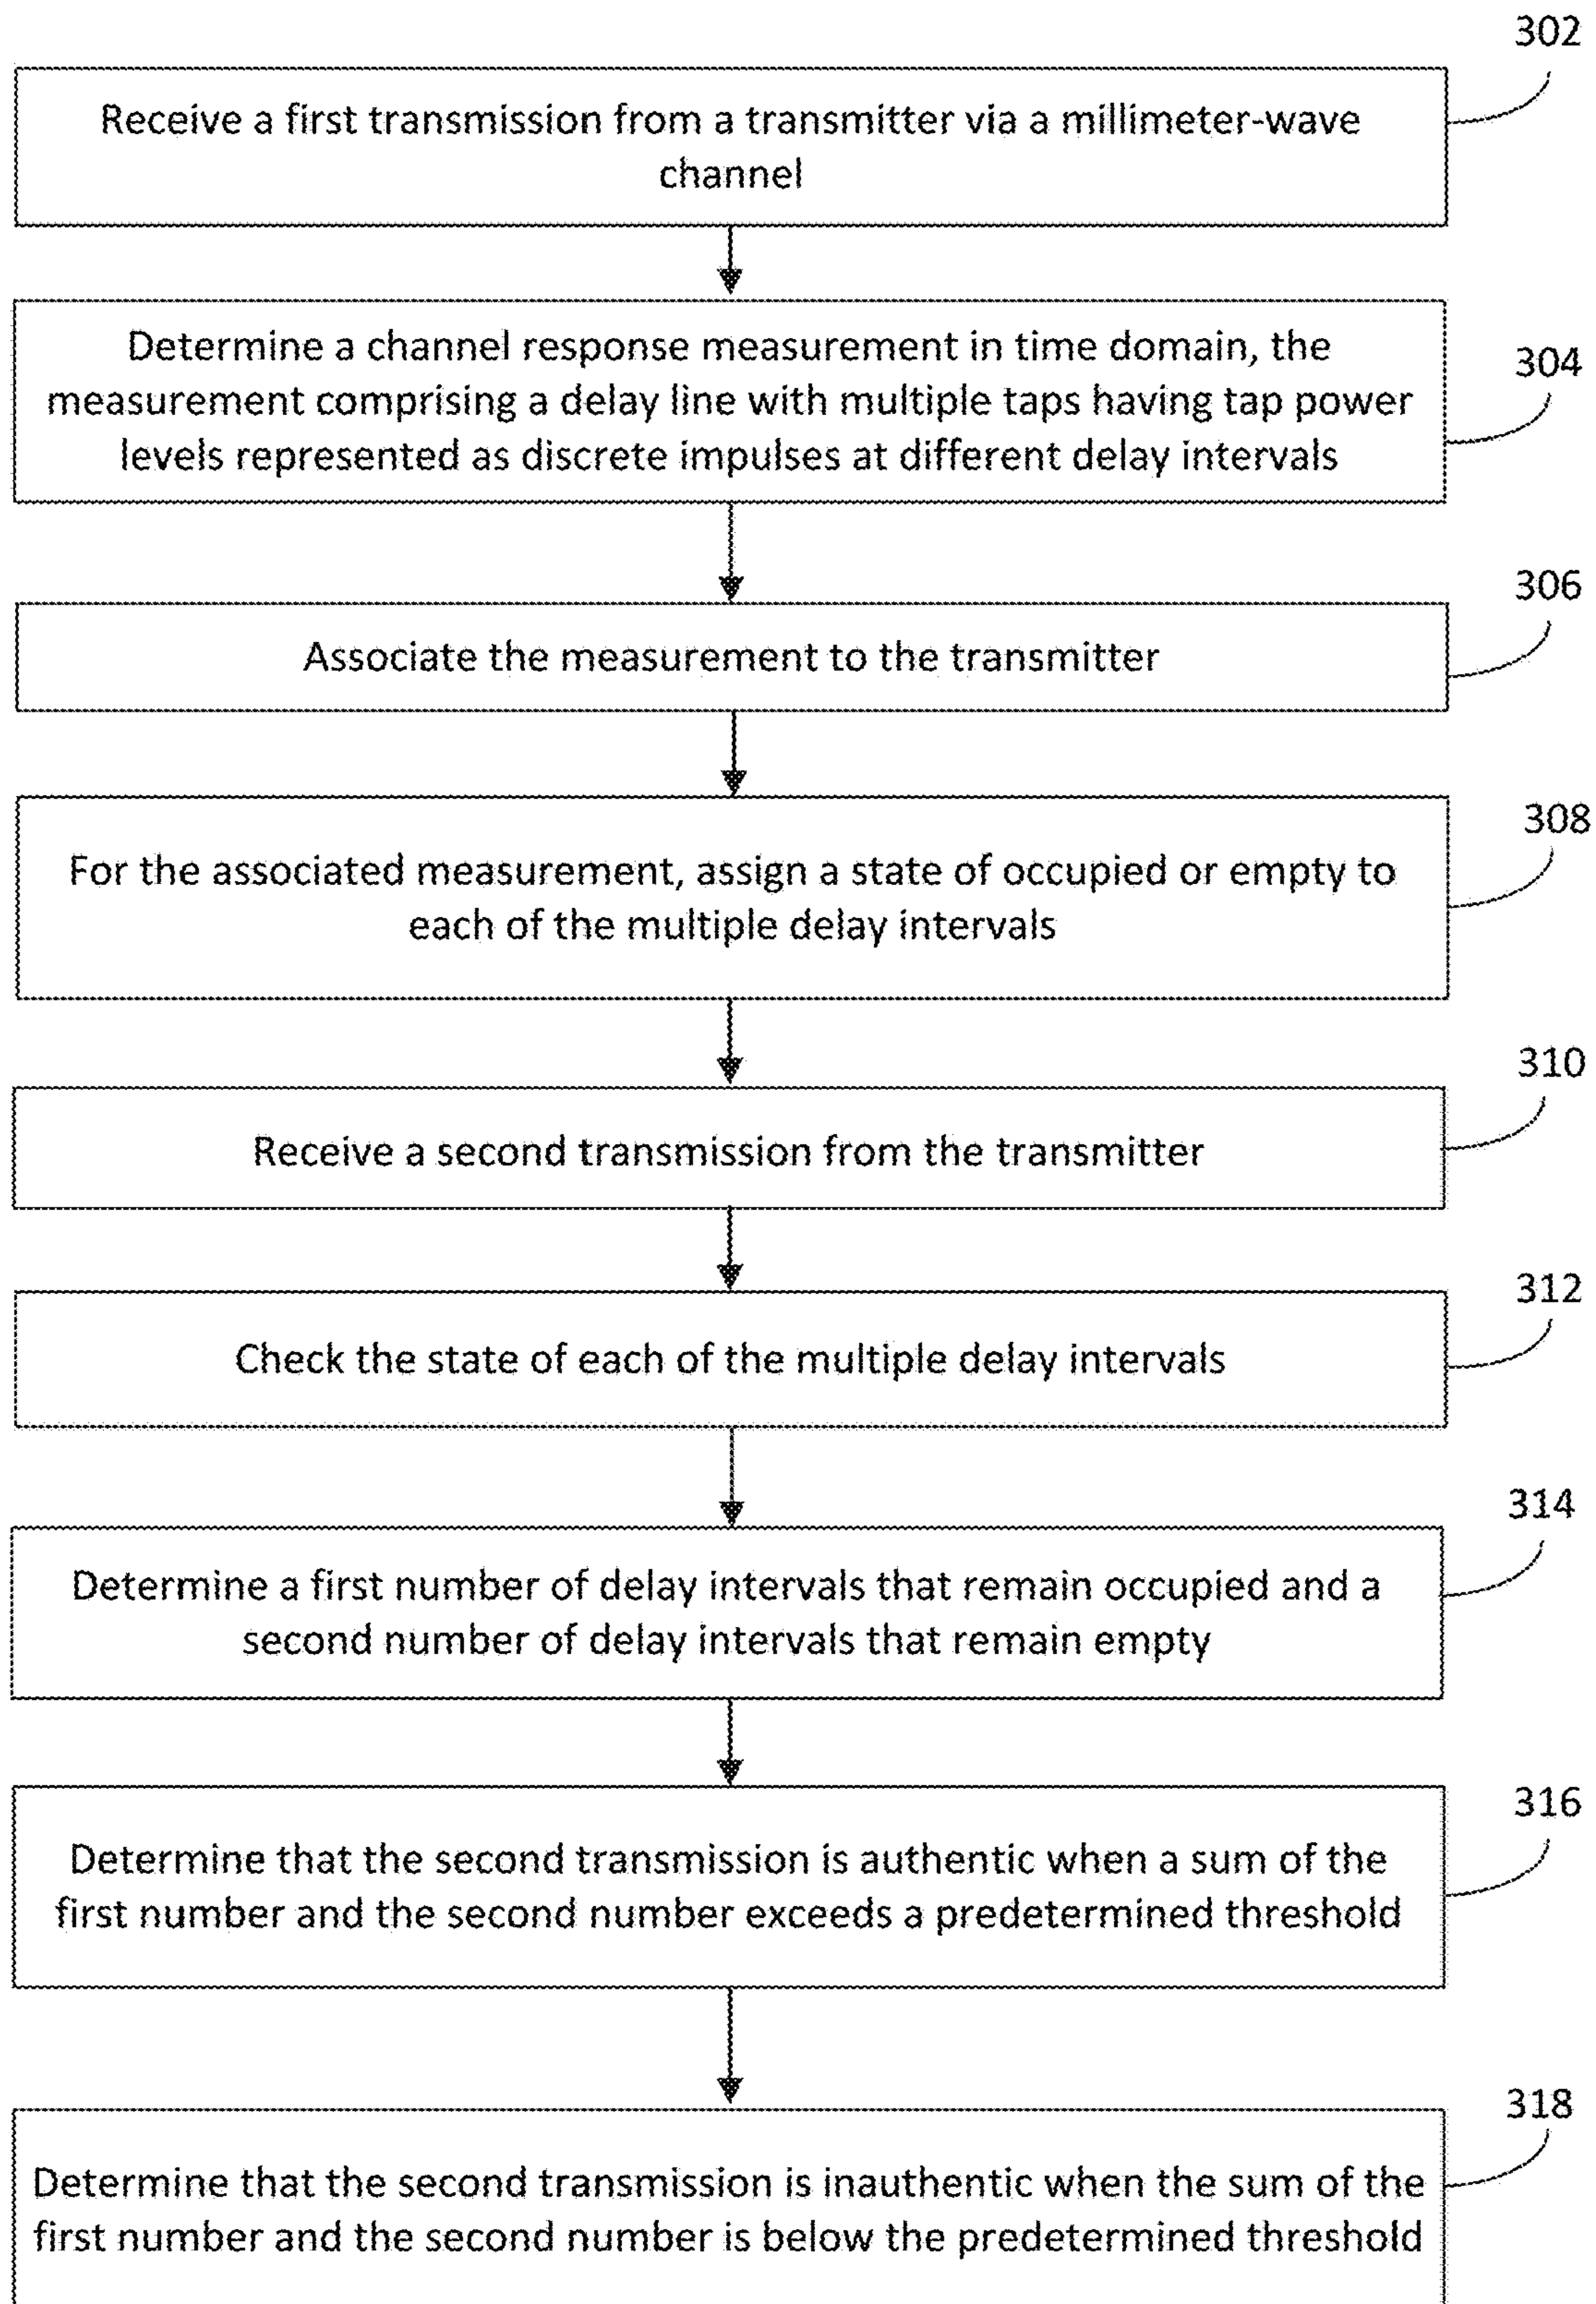 302
Receive a first transmission from a transmitter via a millimeter-wave
channel
304
Determine a channel response measurement in time domain, the
measurement comprising a delay line with multiple taps having tap power
levels represented as discrete impulses at different delay intervals
306
Associate the measurement to the transmitter
308
For the associated measurement, assign a state of occupied or empty to
each of the multiple delay intervals
310
Receive a second transmission from the transmitter
312
Check the state of each of the multiple delay intervals
314
Determine a first number of delay intervals that remain occupied and a
second number of delay intervals that remain empty
316
Determine that the second transmission is authentic when a sum of the
first number and the second number exceeds a predetermined threshold
318
Determine that the second transmission is inauthentic when the sum of the
first number and the second number is below the predetermined threshold